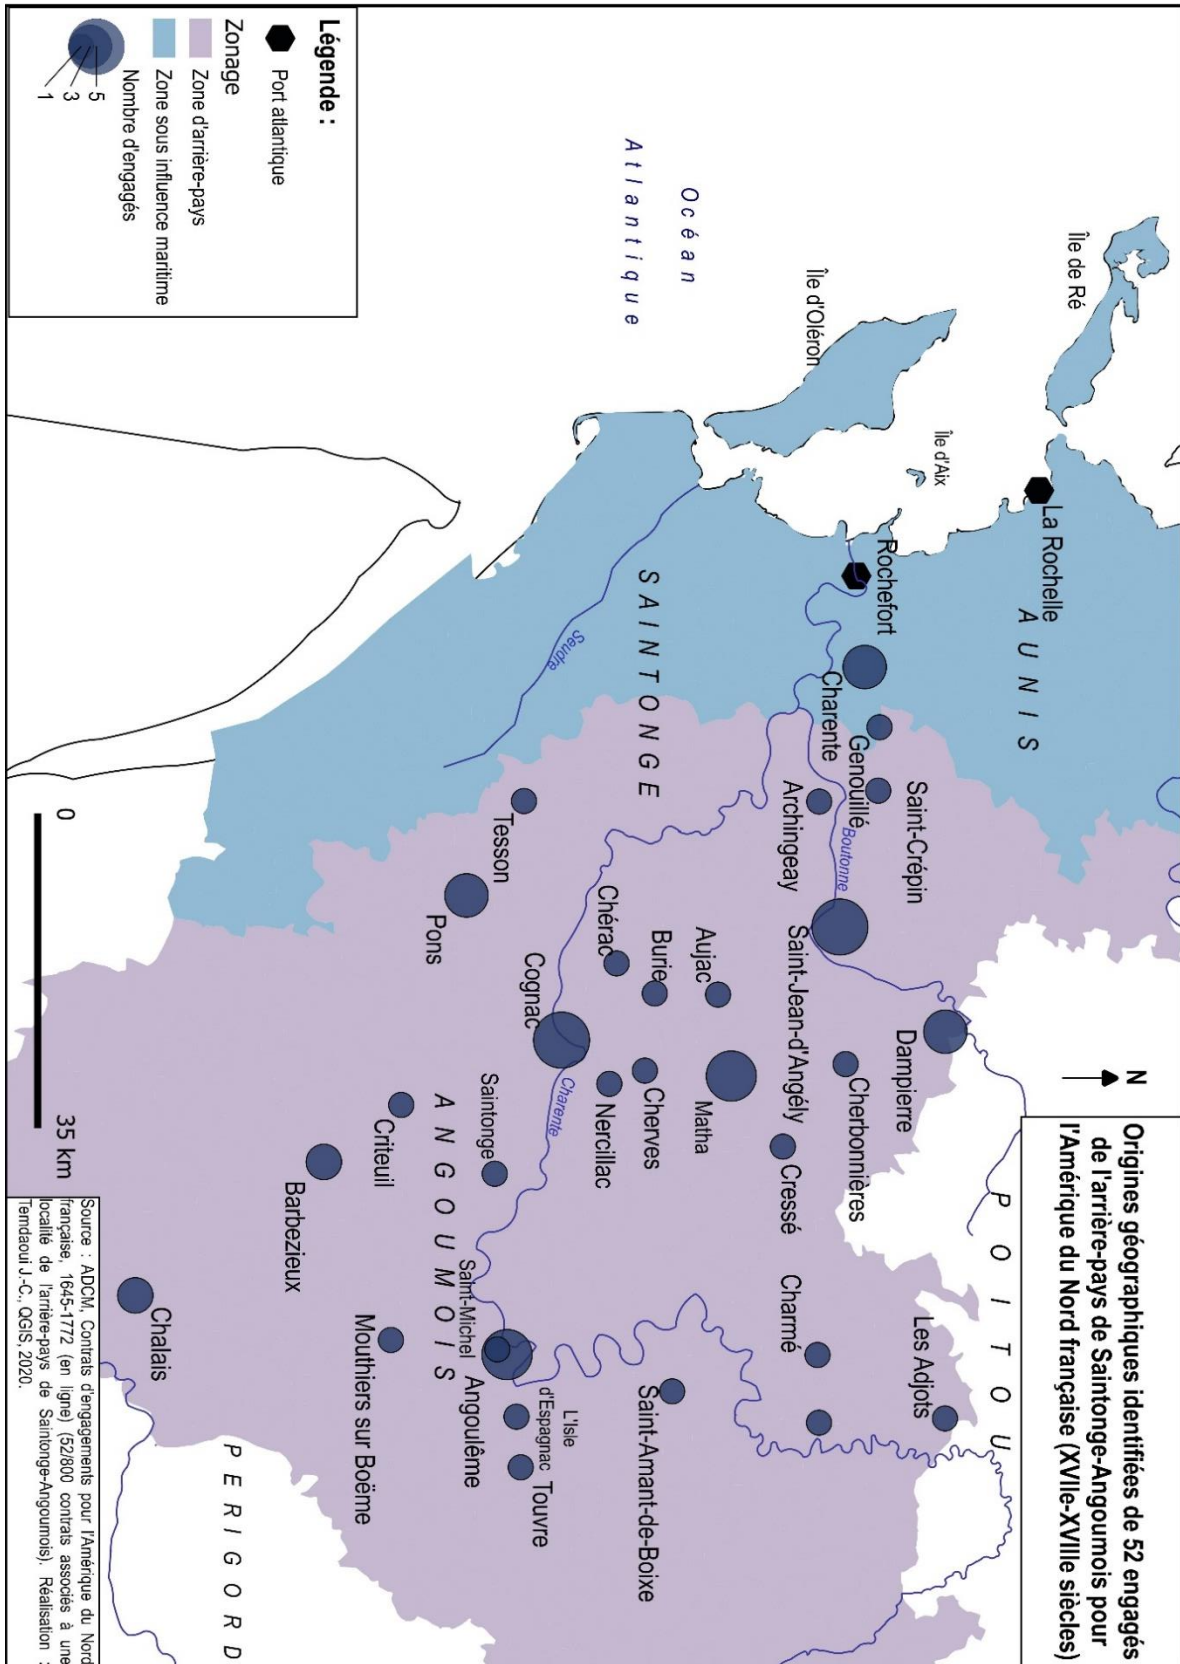 Origines géographiques identifiées de 52 engagés
de l'arrière-pays de Saintonge-Angoumois pour
l'Amérique du Nord française (XVIIe-XVIIIe siècles)
N
Légende :
Port atlantique
Zonage
Zone d'arrière-pays
Zone sous influence maritime
Nombre d'engagés
5
3
1
Océan
Atlantique
Île de Ré
Île d'Oléron
Île d'Aix
La Rochelle
AUNIS
Rochefort
Charente
Genouillé
Saint-Crépin
Archingeay
Boutonne
SAINTONGE
Seudre
Tesson
Pons
Saint-Jean-d'Angély
Dampierre
Cherbonnières
Aujac
Burie
Chérac
Cognac
Matha
Cherves
Nercillac
Cressé
Charente
Saintonge
Criteuil
Barbezieux
ANGOUMOIS
POITOU
Les Adjots
Charmé
Saint-Amant-de-Boixe
Saint-Michel
Angoulême
L'Isle
d'Espagnac
Touvre
Mouthiers sur Boëme
Chalais
PERIGORD
0
35 km
Source : ADCM, Contrats d'engagements pour l'Amérique du Nord
française, 1645-1772 (en ligne) (52/800 contrats associés à une
localité de l'arrière-pays de Saintonge-Angoumois). Réalisation :
Temdaoui J.-C., QGIS, 2020.